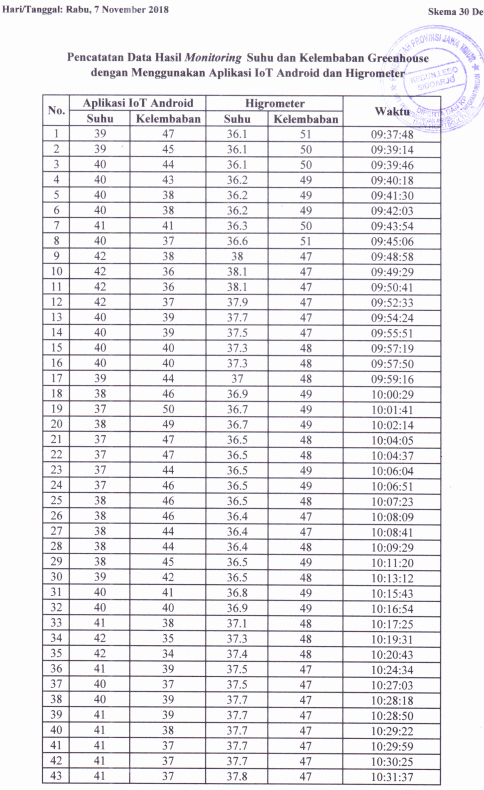 Hari/Tanggal: Rabu, 7 November 2018
Skema 30 De
Pencatatan Data Hasil Monitoring Suhu dan Kelembaban Greenhouse
dengan Menggunakan Aplikasi IoT Android dan Higrometer
No. Aplikasi IoT Android Higrometer Waktu
Suhu Kelembaban Suhu Kelembaban
1 39 47 36.1 51 09:37:48
2 39 45 36.1 50 09:39:14
3 40 44 36.1 50 09:39:46
4 40 43 36.2 49 09:40:18
5 40 38 36.2 49 09:41:30
6 40 38 36.2 49 09:42:03
7 41 41 36.3 50 09:43:54
8 40 37 36.6 51 09:45:06
9 42 38 38 47 09:48:58
10 42 36 38.1 47 09:49:29
11 42 36 38.1 47 09:50:41
12 42 37 37.9 47 09:52:33
13 40 39 37.7 47 09:54:24
14 40 39 37.5 47 09:55:51
15 40 40 37.3 48 09:57:19
16 40 40 37.3 48 09:57:50
17 39 44 37 48 09:59:16
18 38 46 36.9 49 10:00:29
19 37 50 36.7 49 10:01:41
20 38 49 36.7 49 10:02:14
21 37 47 36.5 48 10:04:05
22 37 47 36.5 48 10:04:37
23 37 44 36.5 49 10:06:04
24 37 46 36.5 49 10:06:51
25 38 46 36.5 48 10:07:23
26 38 46 36.4 47 10:08:09
27 38 44 36.4 47 10:08:41
28 38 44 36.4 48 10:09:29
29 38 45 36.5 48 10:11:20
30 39 42 36.5 48 10:13:12
31 40 41 36.8 49 10:15:43
32 40 40 36.9 49 10:16:54
33 41 38 37.1 48 10:17:25
34 42 35 37.3 48 10:19:31
35 42 34 37.4 48 10:20:43
36 41 39 37.5 47 10:24:34
37 40 37 37.5 47 10:27:03
38 40 39 37.7 47 10:28:18
39 41 39 37.7 47 10:28:50
40 41 38 37.7 47 10:29:22
41 41 37 37.7 47 10:29:59
42 41 37 37.7 47 10:30:25
43 41 37 37.8 47 10:31:37